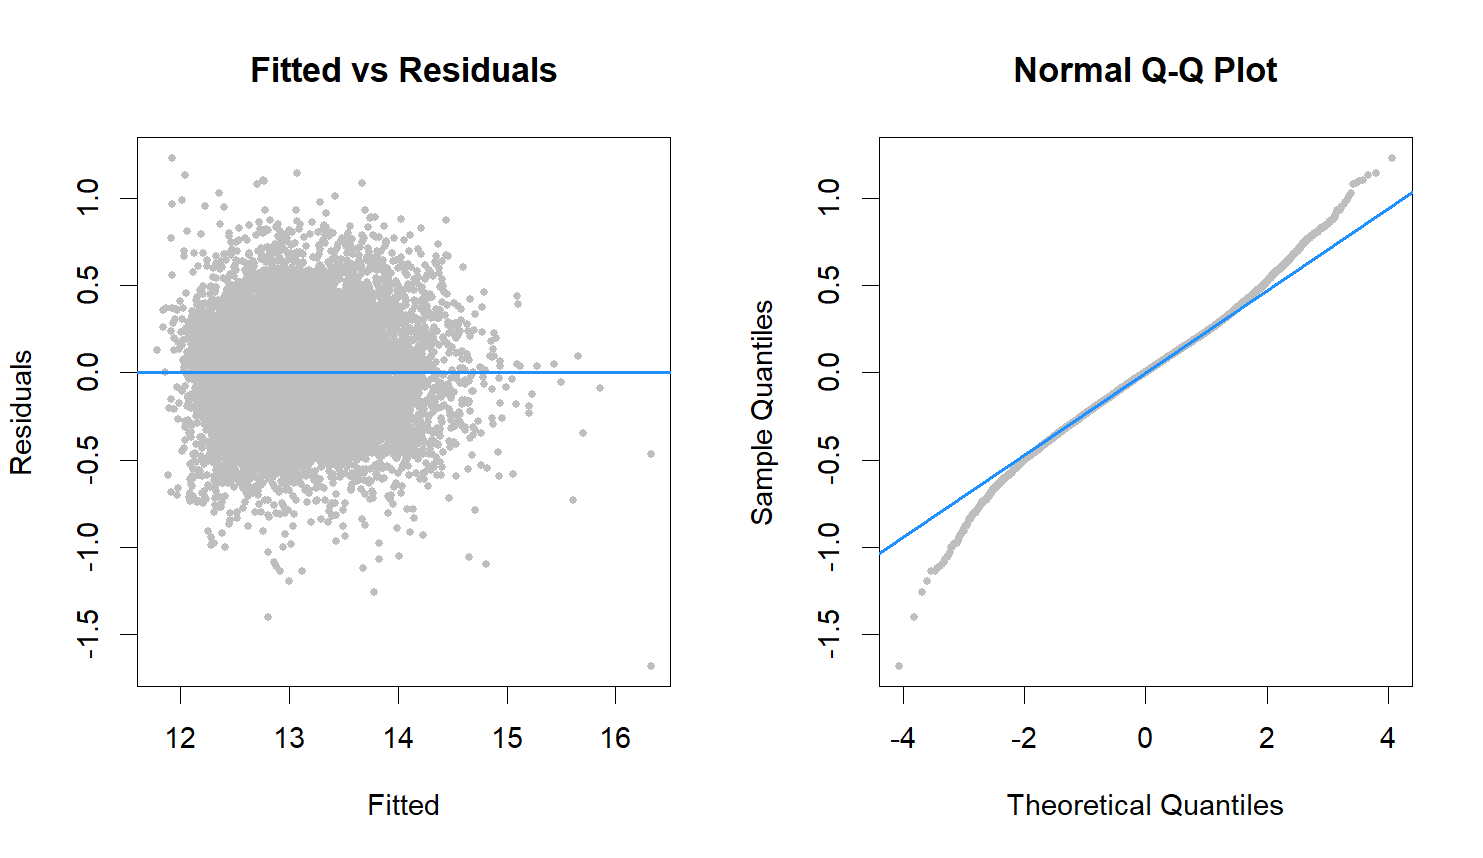 Fitted vs Residuals
Residuals
1.0
0.5
0.0
-0.5
-1.0
-1.5
12 13 14 15 16
Fitted
Normal Q-Q Plot
Sample Quantiles
1.0
0.5
0.0
-0.5
-1.0
-1.5
-4 -2 0 2 4
Theoretical Quantiles